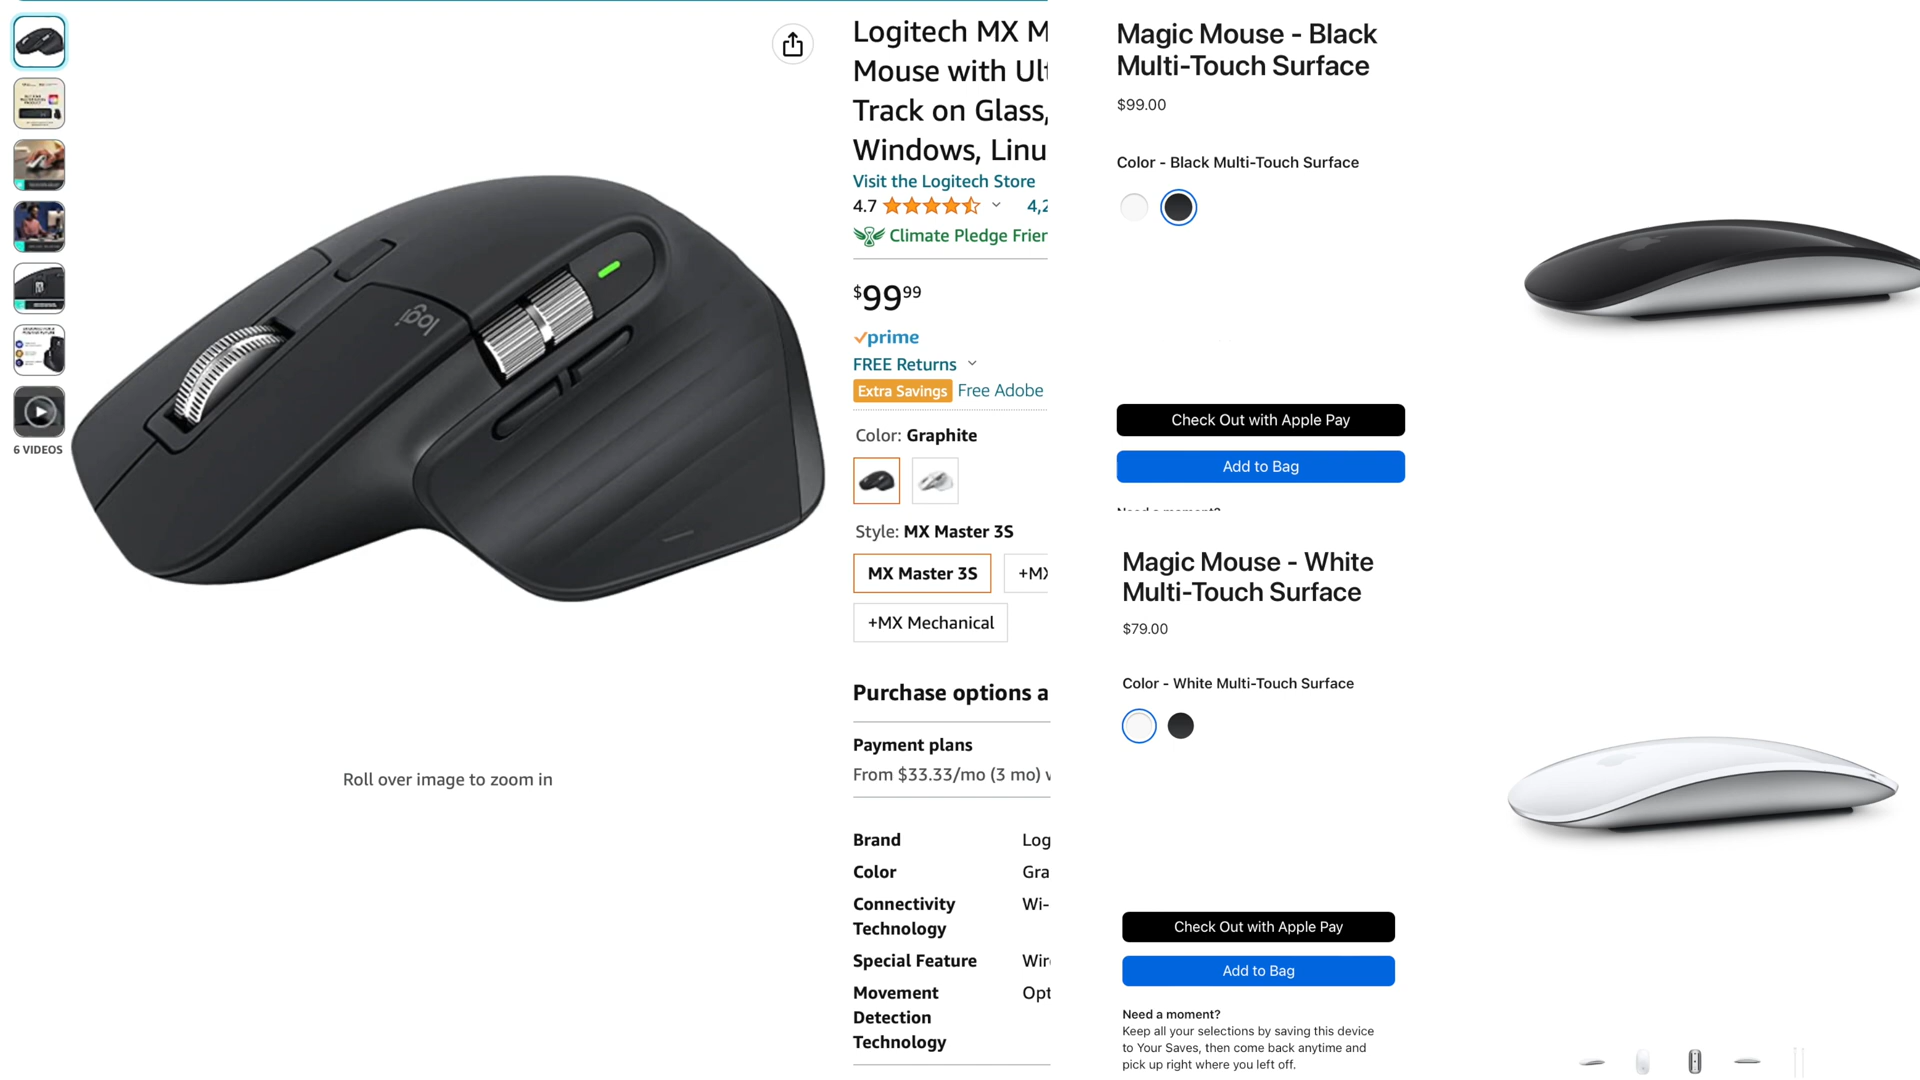 6 VIDEOS
logi
Roll over image to zoom in
Logitech MX M
Mouse with Ult
Track on Glass,
Windows, Linu
Visit the Logitech Store
4.7 4,2
Climate Pledge Frien
$99.99
prime
FREE Returns
Extra Savings Free Adobe
Color: Graphite
Style: MX Master 3S
MX Master 3S +MX
+MX Mechanical
Purchase options a
Payment plans
From $33.33/mo (3 mo) w
Brand Log
Color Gra
Connectivity Wi-
Technology
Special Feature Wir
Movement Opt
Detection
Technology
Magic Mouse - Black
Multi-Touch Surface
$99.00
Color - Black Multi-Touch Surface
Check Out with Apple Pay
Add to Bag
Magic Mouse - White
Multi-Touch Surface
$79.00
Color - White Multi-Touch Surface
Check Out with Apple Pay
Add to Bag
Need a moment?
Keep all your selections by saving this device
to Your Saves, then come back anytime and
pick up right where you left off.